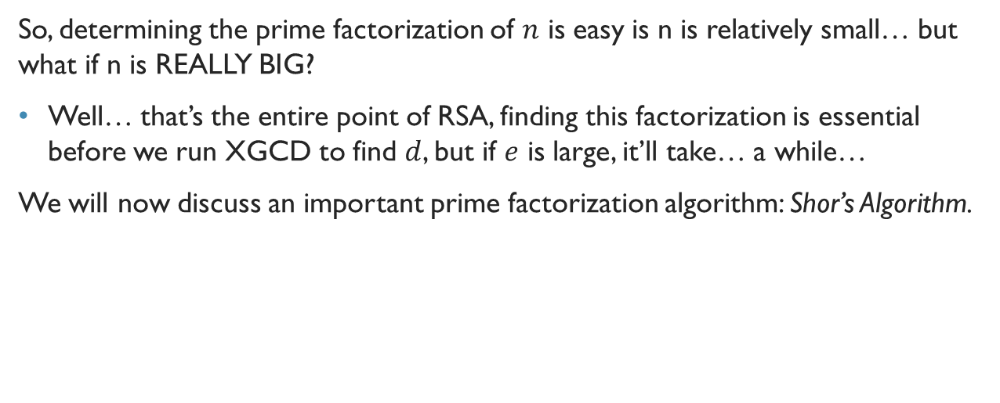 So, determining the prime factorization of n is easy is n is relatively small… but
what if n is REALLY BIG?
• Well… that’s the entire point of RSA, finding this factorization is essential
before we run XGCD to find d, but if e is large, it’ll take… a while…
We will now discuss an important prime factorization algorithm: Shor’s Algorithm.